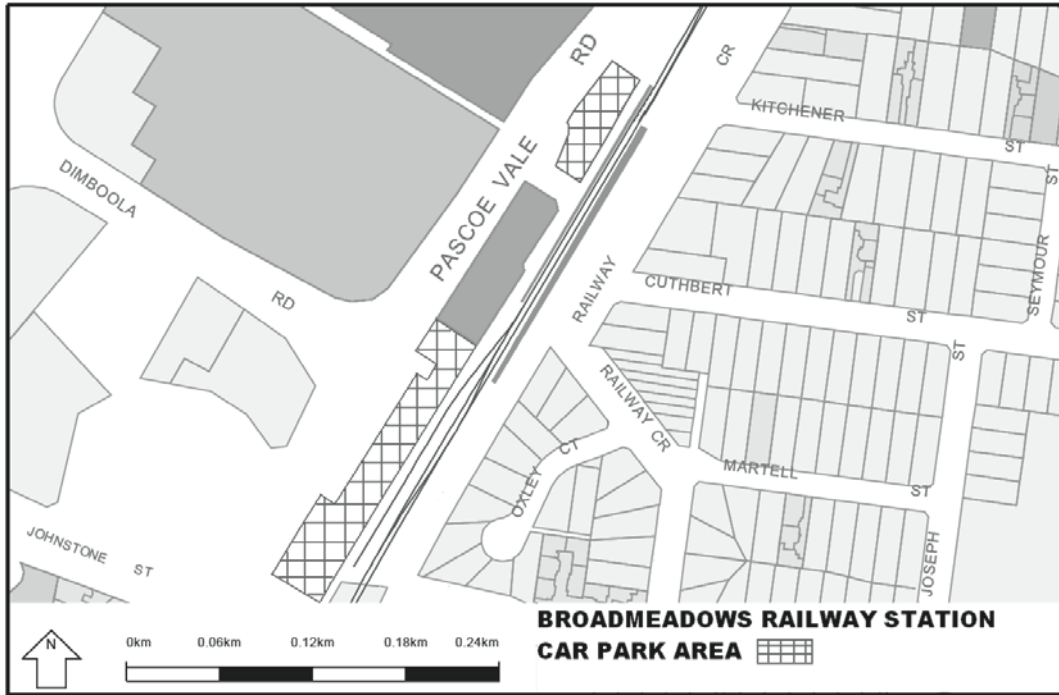 RD
CR
KITCHENER
ST
DIMBOOLA
RD
PASCOE VALE
RAILWAY
CUTHBERT
ST
SEYMOUR
ST
ST
RAILWAY CR
OXLEY
CT
MARTELL
ST
JOSEPH
JOHNSTONE
ST
N
0km
0.06km
0.12km
0.18km
0.24km
BROADMEADOWS RAILWAY STATION
CAR PARK AREA